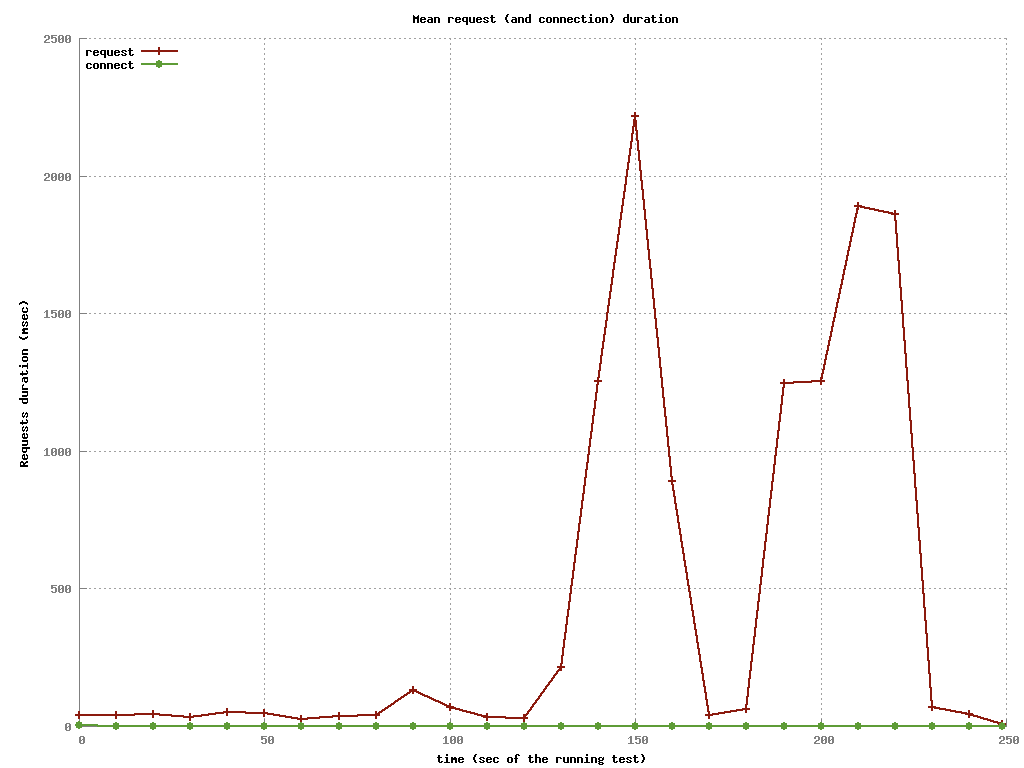 Mean request (and connection) duration
2500
request
connect
2000
1500
Requests duration (msec)
1000
500
0
0 50 100 150 200 250
time (sec of the running test)